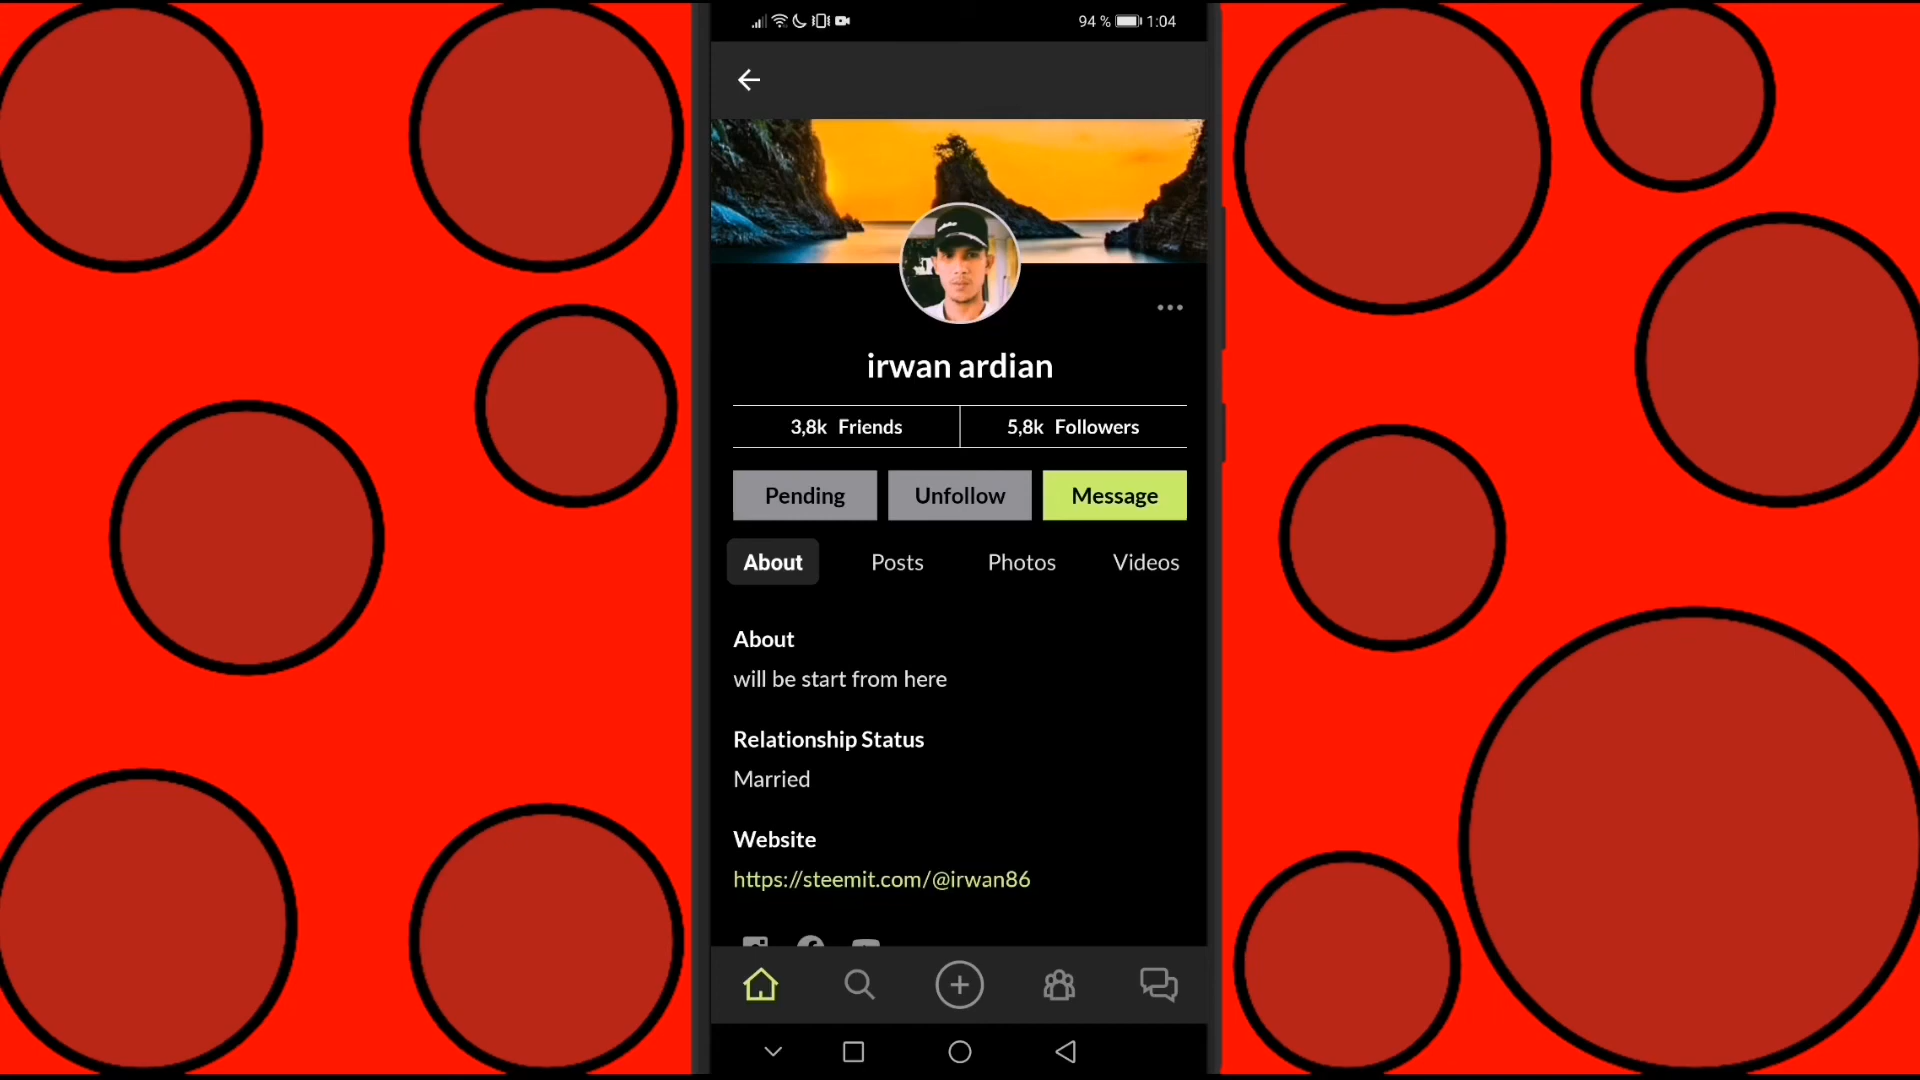 94 % 1:04
irwan ardian
3,8k Friends 5,8k Followers
Pending Unfollow Message
About Posts Photos Videos
About
will be start from here
Relationship Status
Married
Website
https://steemit.com/@irwan86